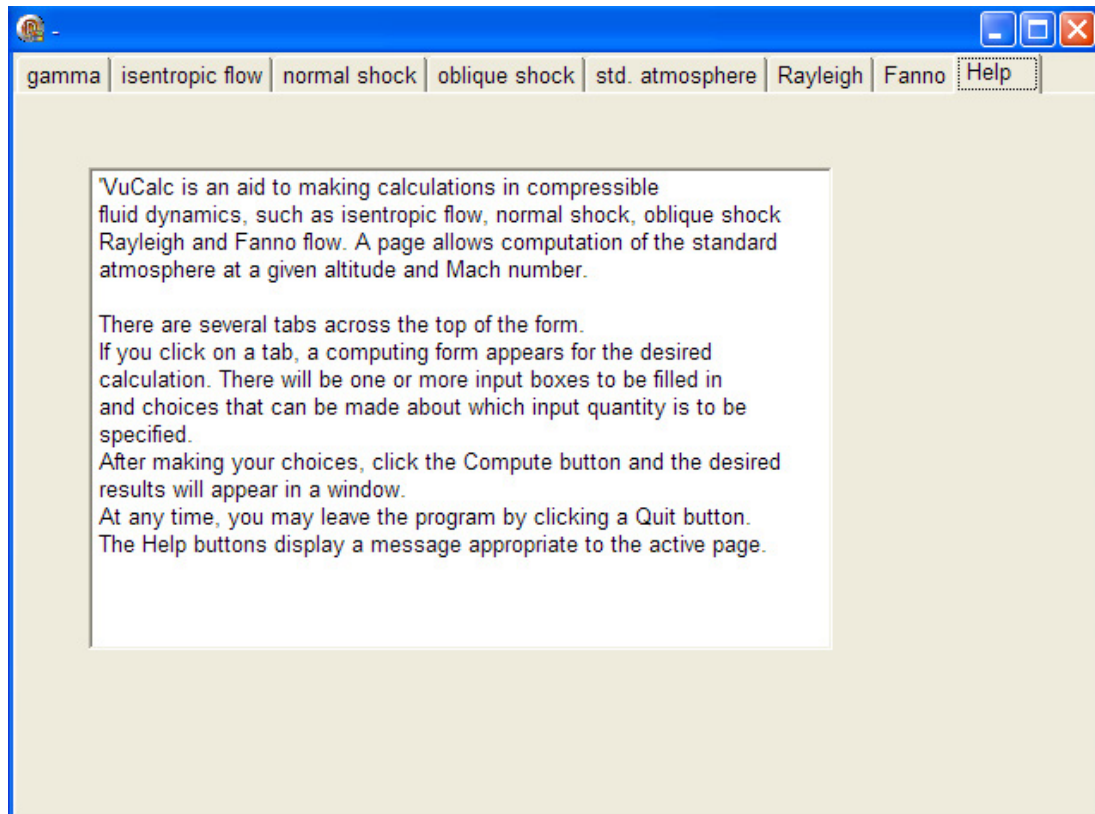 -
gamma isentropic flow normal shock oblique shock std. atmosphere Rayleigh Fanno Help
'VuCalc is an aid to making calculations in compressible
fluid dynamics, such as isentropic flow, normal shock, oblique shock
Rayleigh and Fanno flow. A page allows computation of the standard
atmosphere at a given altitude and Mach number.
There are several tabs across the top of the form.
If you click on a tab, a computing form appears for the desired
calculation. There will be one or more input boxes to be filled in
and choices that can be made about which input quantity is to be
specified.
After making your choices, click the Compute button and the desired
results will appear in a window.
At any time, you may leave the program by clicking a Quit button.
The Help buttons display a message appropriate to the active page.